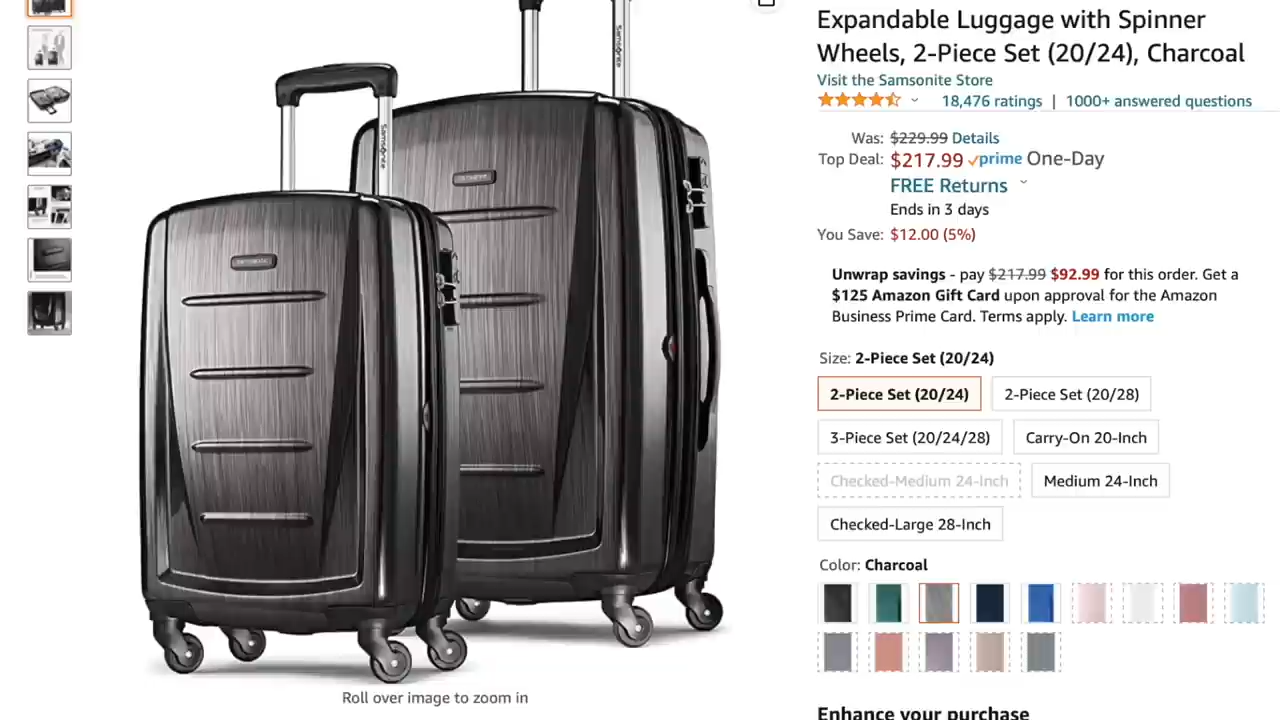 Expandable Luggage with Spinner
Wheels, 2-Piece Set (20/24), Charcoal
Visit the Samsonite Store
18,476 ratings | 1000+ answered questions
Was: $229.99 Details
Top Deal: $217.99 prime One-Day
FREE Returns
Ends in 3 days
You Save: $12.00 (5%)
Unwrap savings - pay $217.99 $92.99 for this order. Get a
$125 Amazon Gift Card upon approval for the Amazon
Business Prime Card. Terms apply. Learn more
Size: 2-Piece Set (20/24)
2-Piece Set (20/24)
2-Piece Set (20/28)
3-Piece Set (20/24/28)
Carry-On 20-Inch
Checked-Medium 24-Inch
Medium 24-Inch
Checked-Large 28-Inch
Color: Charcoal
Enhance your purchase
Samsonite
Samsonite
Roll over image to zoom in